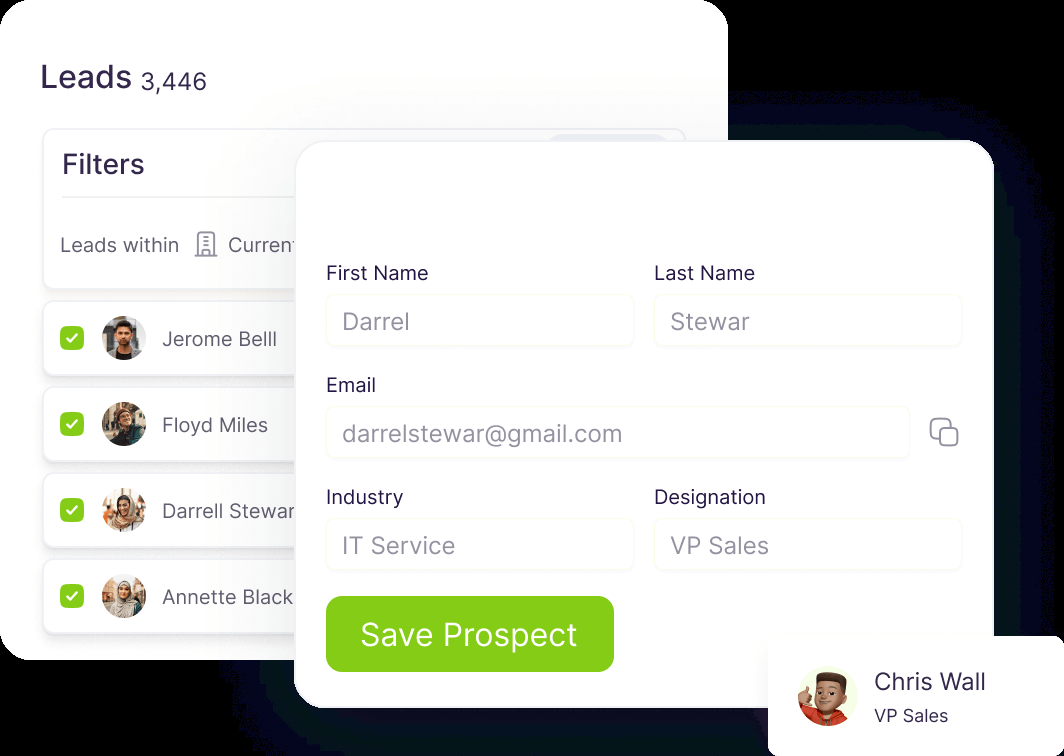 Leads 3,446
Filters
Leads within Current
Jerome Belll
Floyd Miles
Darrell Stewar
Annette Black
First Name
Last Name
Darrel
Stewar
Email
darrelstewar@gmail.com
Industry
Designation
IT Service
VP Sales
Save Prospect
Chris Wall
VP Sales